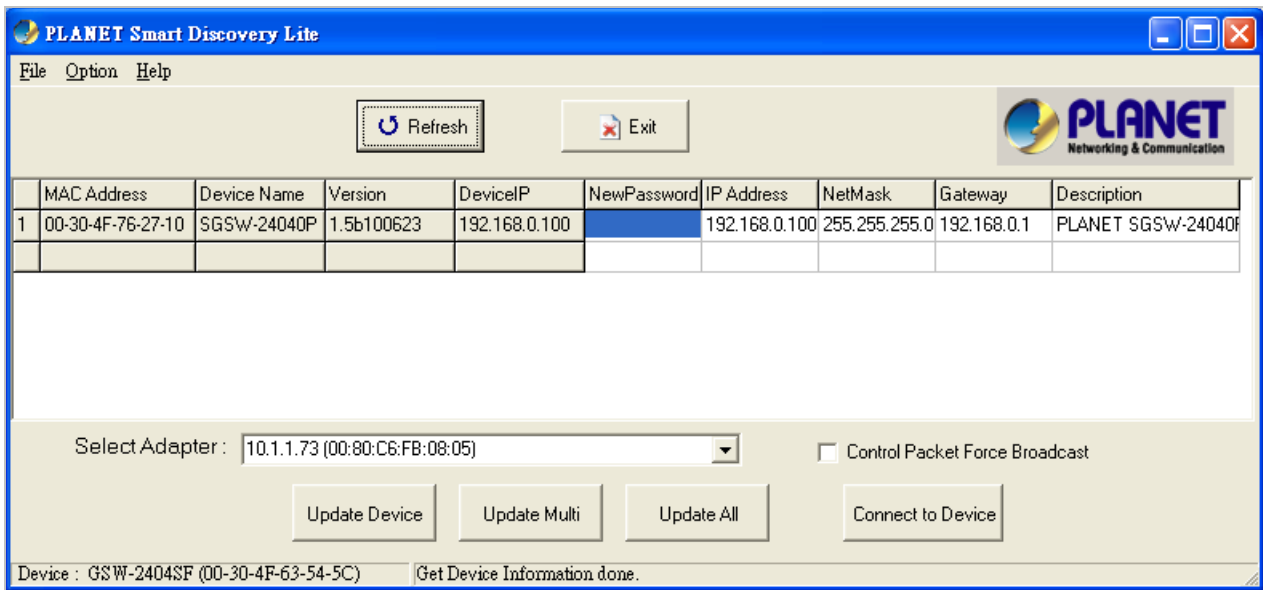 PLANET Smart Discovery Lite
File Option Help
Refresh Exit
PLANET
Networking & Communication
MAC Address Device Name Version DeviceIP NewPassword IP Address NetMask Gateway Description
1 00-30-4F-76-27-10 SGSW-24040P 1.5b100623 192.168.0.100 192.168.0.100 255.255.255.0 192.168.0.1 PLANET SGSW-24040P
Select Adapter : 10.1.1.73 (00:80:C6:FB:08:05) Control Packet Force Broadcast
Update Device Update Multi Update All Connect to Device
Device : GSW-2404SF (00-30-4F-63-54-5C) Get Device Information done.